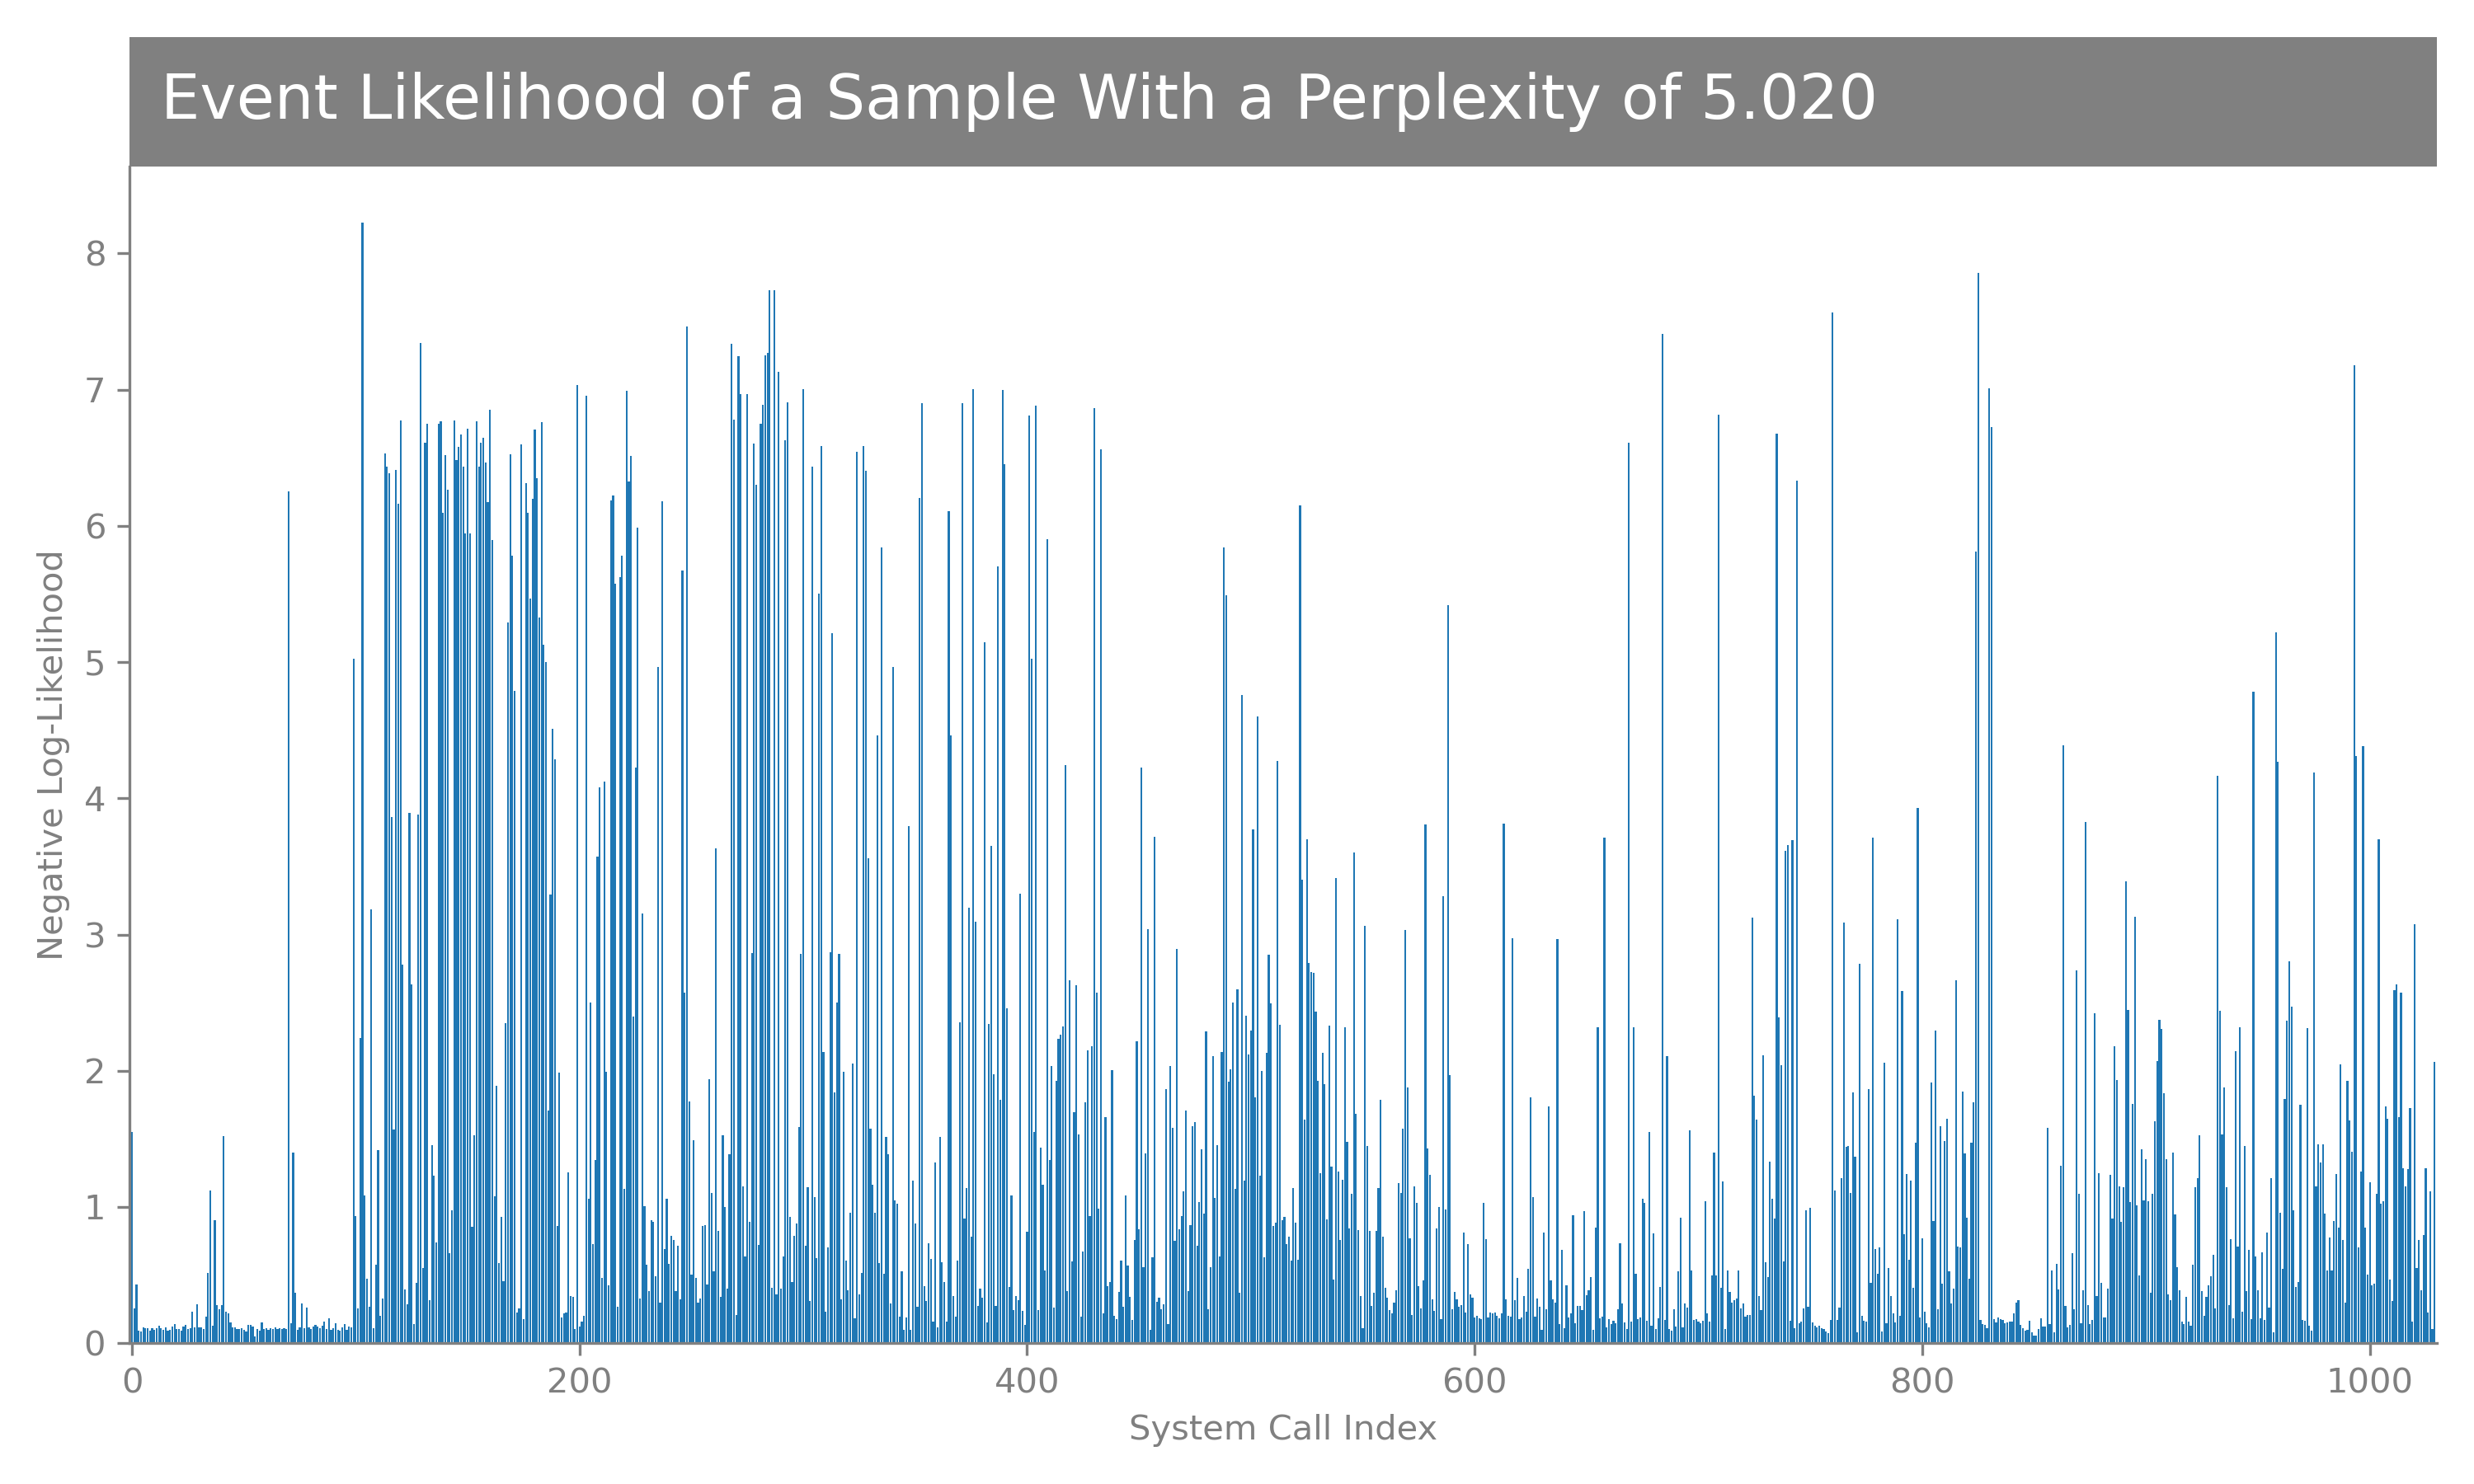 Event Likelihood of a Sample With a Perplexity of 5.020
8
7
6
5
4
3
2
1
0
Negative Log-Likelihood
0 200 400 600 800 1000
System Call Index